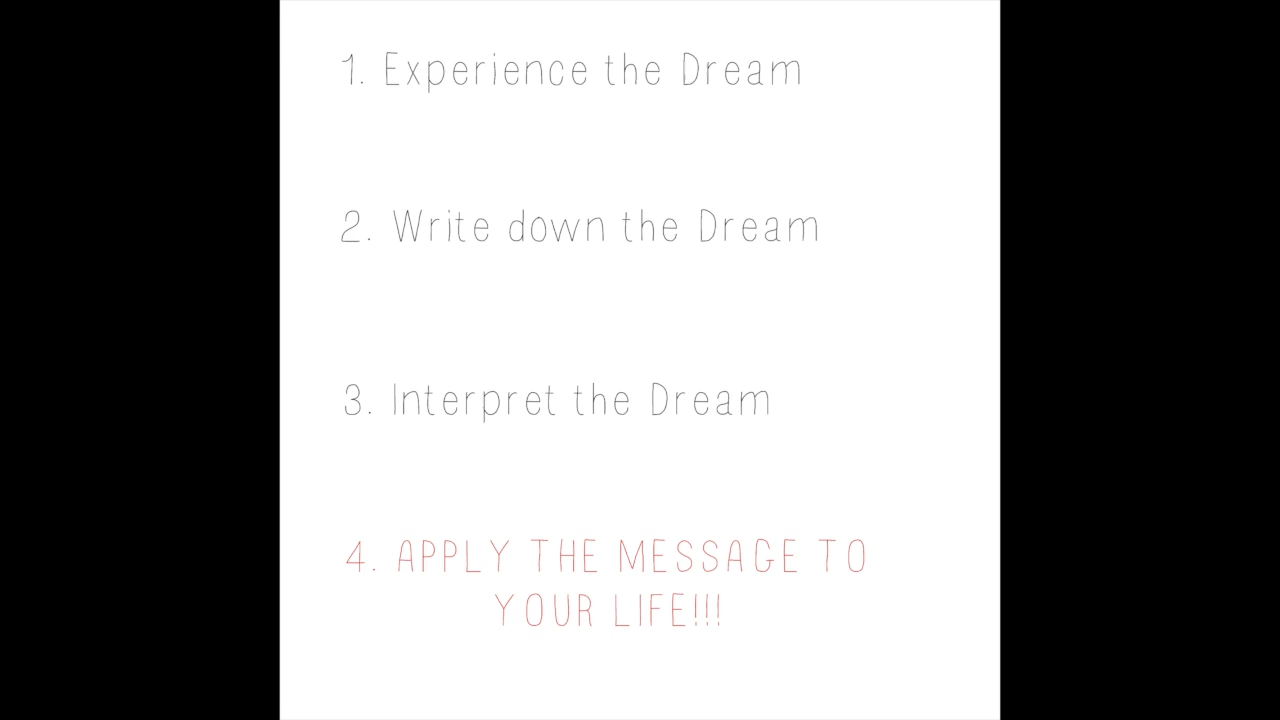 1. Experience the Dream
2. Write down the Dream
3. Interpret the Dream
4. APPLY THE MESSAGE TO
YOUR LIFE!!!